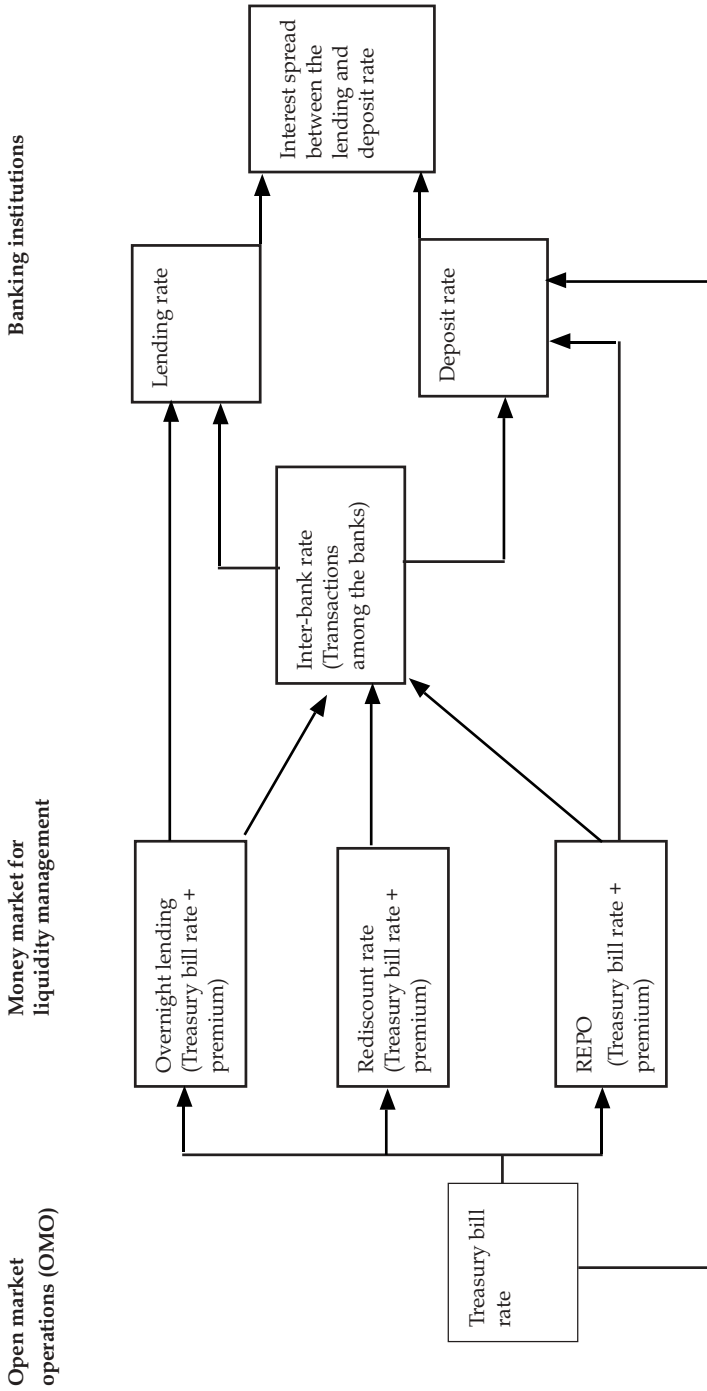 Open market
operations (OMO)
Money market for
liquidity management
Banking institutions
Treasury bill
rate
Overnight lending
(Treasury bill rate +
premium)
Rediscount rate
(Treasury bill rate +
premium)
REPO
(Treasury bill rate +
premium)
Inter-bank rate
(Transactions
among the banks)
Lending rate
Deposit rate
Interest spread
between the
lending and
deposit rate